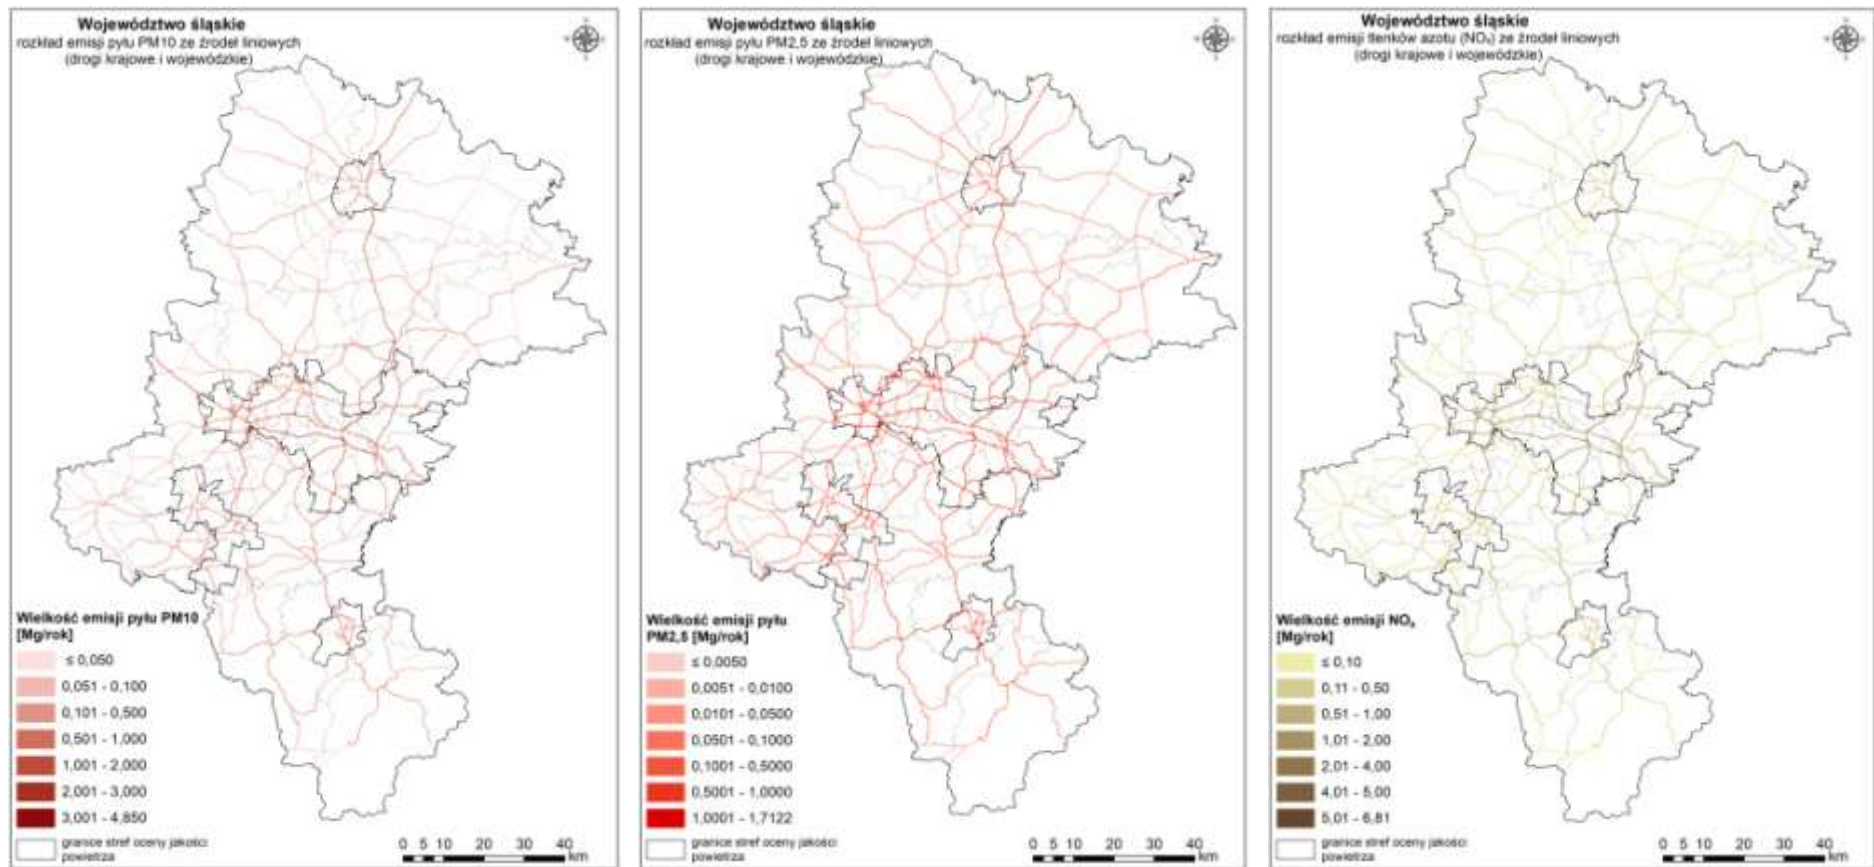 Województwo śląskie
rozkład emisji pyłu PM10 ze źrodeł liniowych
(drogi krajowe i wojewódzkie)
Wielkość emisji pyłu PM10
[Mg/rok]
≤ 0,050
0,051 - 0,100
0,101 - 0,500
0,501 - 1,000
1,001 - 2,000
2,001 - 3,000
3,001 - 4,850
granice stref oceny jakości
powietrza
0 5 10 20 30 40
km
Województwo śląskie
rozkład emisji pyłu PM2,5 ze źrodeł liniowych
(drogi krajowe i wojewódzkie)
Wielkość emisji pyłu
PM2,5 [Mg/rok]
≤ 0,0050
0,0051 - 0,0100
0,0101 - 0,0500
0,0501 - 0,1000
0,1001 - 0,5000
0,5001 - 1,0000
1,0001 - 1,7122
granice stref oceny jakości
powietrza
0 5 10 20 30 40
km
Województwo śląskie
rozkład emisji tlenków azotu (NOₓ) ze źrodeł liniowych
(drogi krajowe i wojewódzkie)
Wielkość emisji NOₓ
[Mg/rok]
≤ 0,10
0,11 - 0,50
0,51 - 1,00
1,01 - 2,00
2,01 - 4,00
4,01 - 5,00
5,01 - 6,81
granice stref oceny jakości
powietrza
0 5 10 20 30 40
km